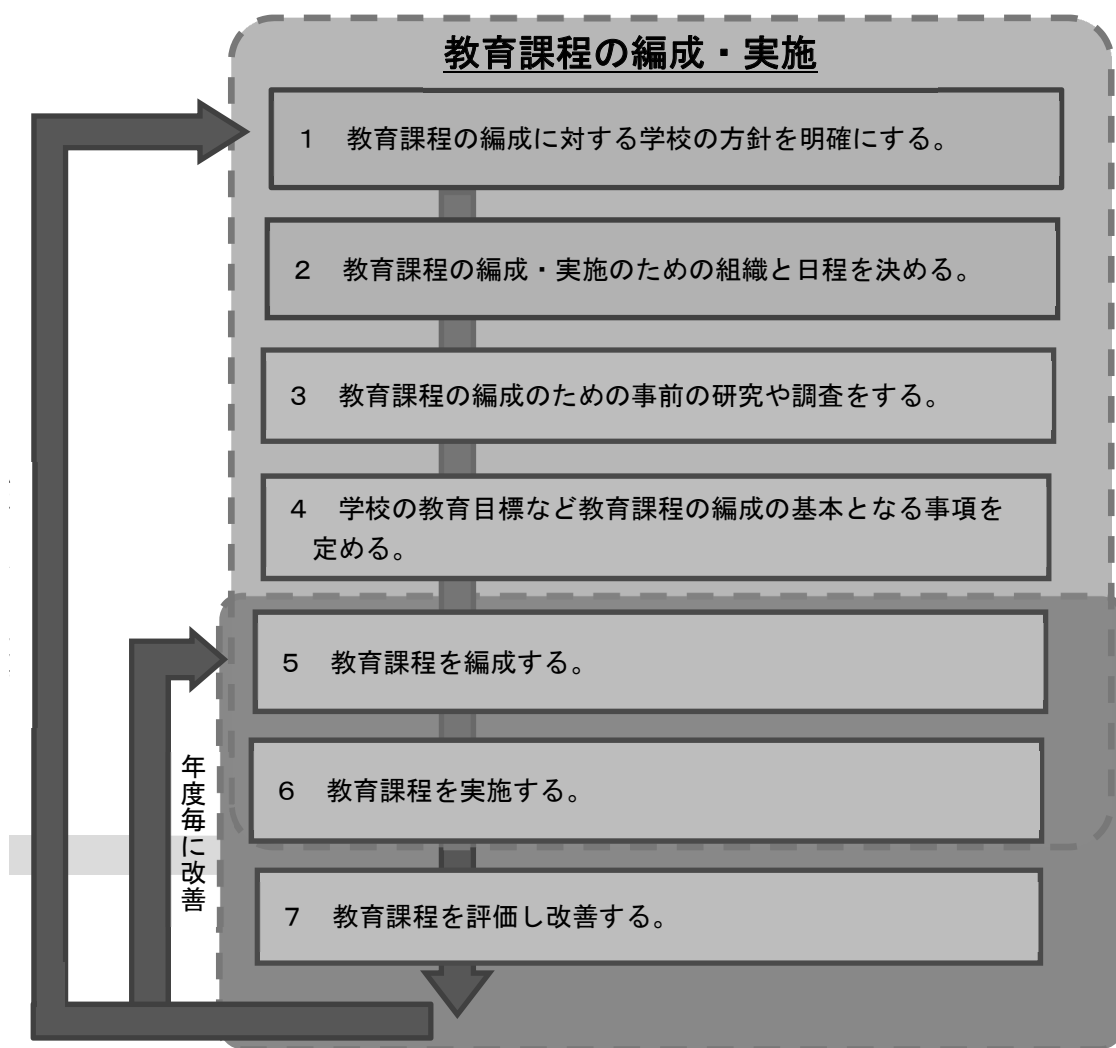 教育課程の編成・実施
１　教育課程の編成に対する学校の方針を明確にする。
２　教育課程の編成・実施のための組織と日程を決める。
３　教育課程の編成のための事前の研究や調査をする。
４　学校の教育目標など教育課程の編成の基本となる事項を
定める。
５　教育課程を編成する。
６　教育課程を実施する。
年度毎に改善
７　教育課程を評価し改善する。